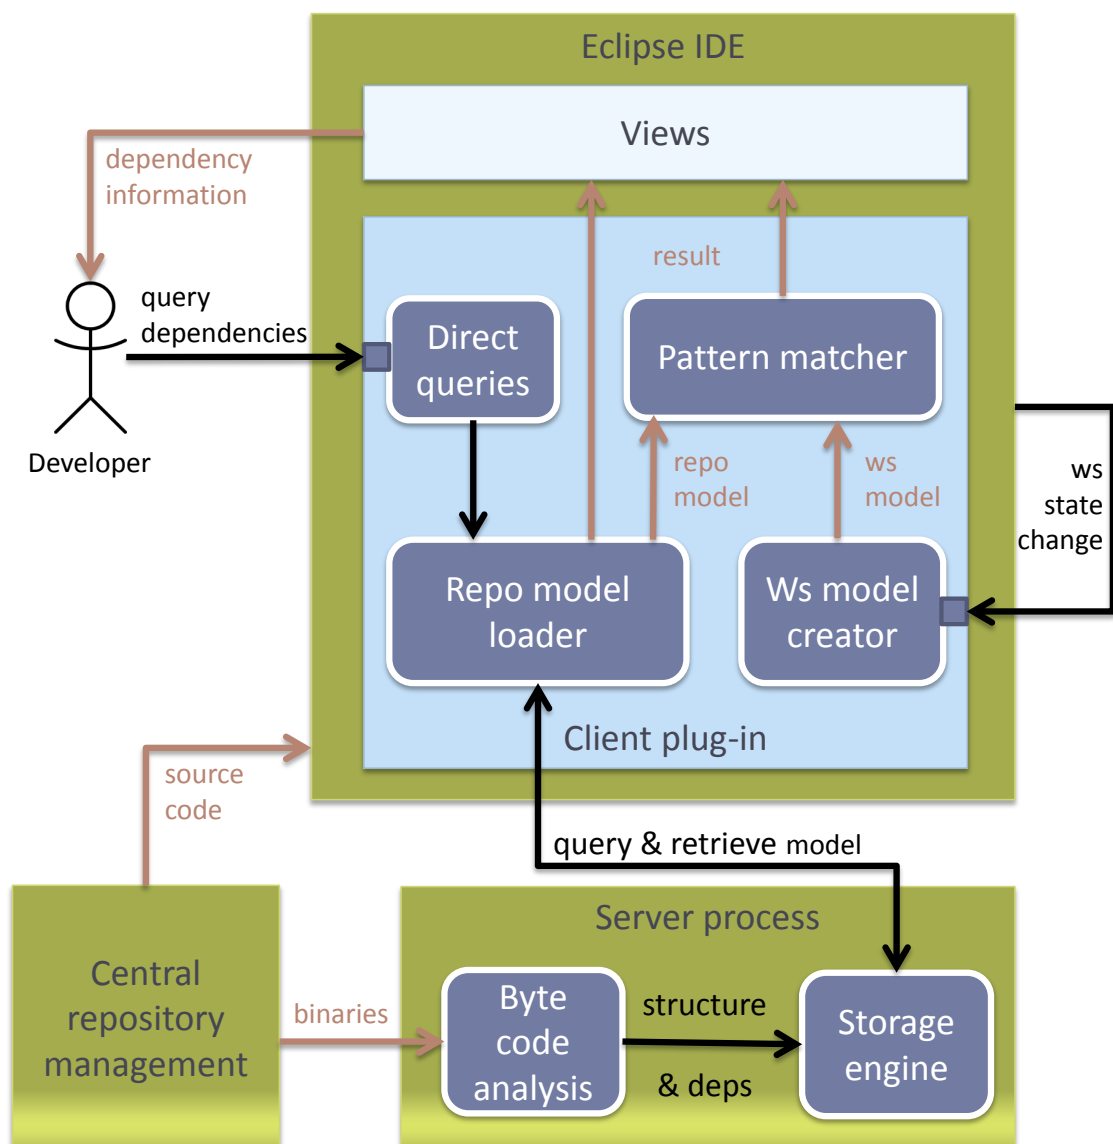 Eclipse IDE
Views
dependency
information
result
query
dependencies
Direct
queries
Pattern matcher
Developer
repo
model
ws
model
ws
state
change
Repo model
loader
Ws model
creator
Client plug-in
source
code
query & retrieve model
Server process
Central
repository
management
binaries
Byte
code
analysis
structure
& deps
Storage
engine